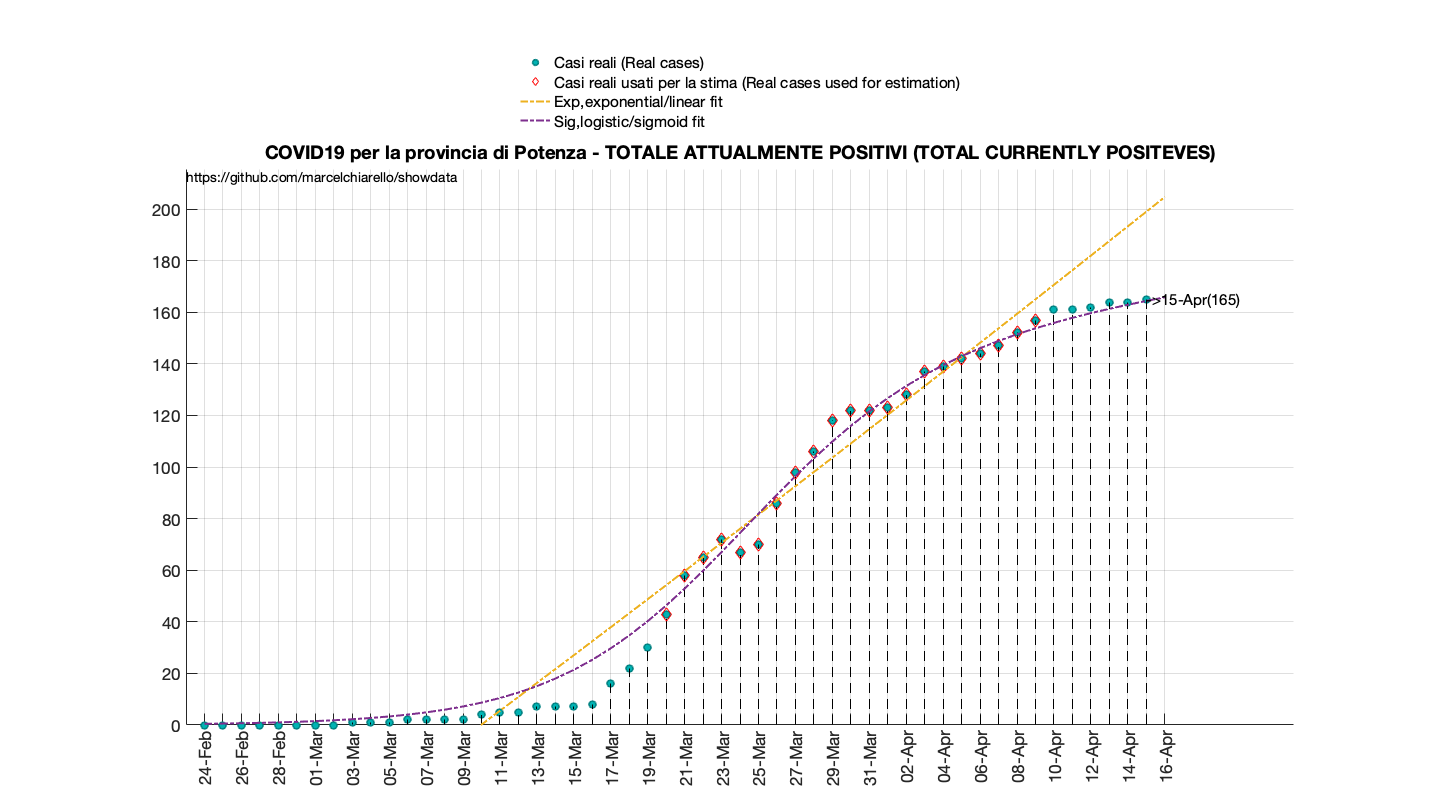 Casi reali (Real cases)
Casi reali usati per la stima (Real cases used for estimation)
Exp,exponential/linear fit
Sig,logistic/sigmoid fit
COVID19 per la provincia di Potenza - TOTALE ATTUALMENTE POSITIVI (TOTAL CURRENTLY POSITEVES)
https://github.com/marcelchiarello/showdata
200
180
160
140
120
100
80
60
40
20
0
->15-Apr(165)
24-Feb
26-Feb
28-Feb
01-Mar
03-Mar
05-Mar
07-Mar
09-Mar
11-Mar
13-Mar
15-Mar
17-Mar
19-Mar
21-Mar
23-Mar
25-Mar
27-Mar
29-Mar
31-Mar
02-Apr
04-Apr
06-Apr
08-Apr
10-Apr
12-Apr
14-Apr
16-Apr